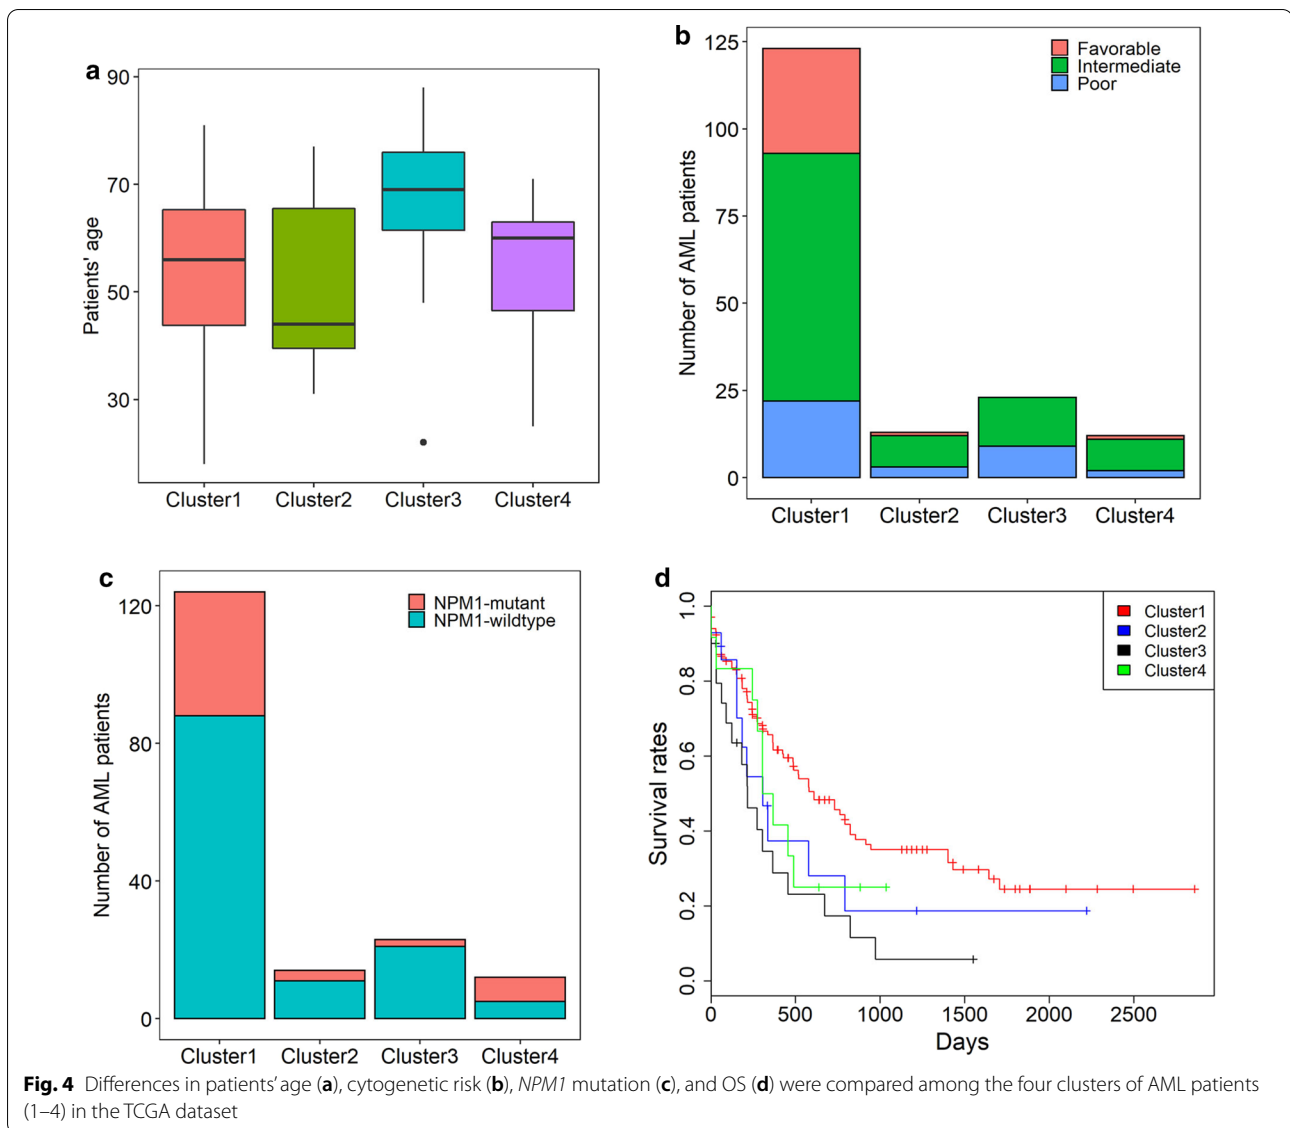 a
90
70
50
30
Patients' age
Cluster1 Cluster2 Cluster3 Cluster4
b
125
100
75
50
25
0
Number of AML patients
Favorable
Intermediate
Poor
Cluster1 Cluster2 Cluster3 Cluster4
c
120
80
40
0
Number of AML patients
NPM1-mutant
NPM1-wildtype
Cluster1 Cluster2 Cluster3 Cluster4
d
1.0
0.8
0.6
0.4
0.2
0.0
Survival rates
Cluster1
Cluster2
Cluster3
Cluster4
0 500 1000 1500 2000 2500
Days
Fig. 4 Differences in patients' age (a), cytogenetic risk (b), NPM1 mutation (c), and OS (d) were compared among the four clusters of AML patients
(1–4) in the TCGA dataset